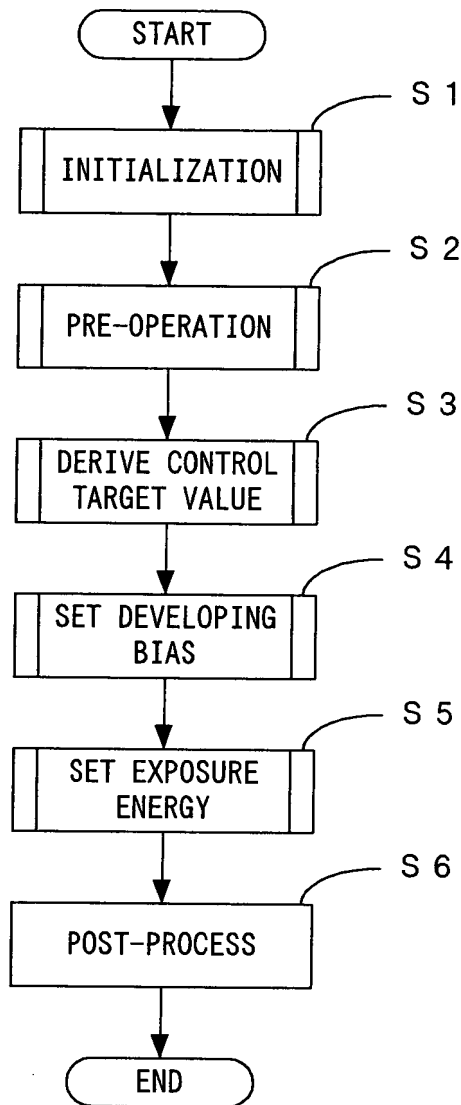 START
S 1
INITIALIZATION
S 2
PRE-OPERATION
S 3
DERIVE CONTROL
TARGET VALUE
S 4
SET DEVELOPING
BIAS
S 5
SET EXPOSURE
ENERGY
S 6
POST-PROCESS
END